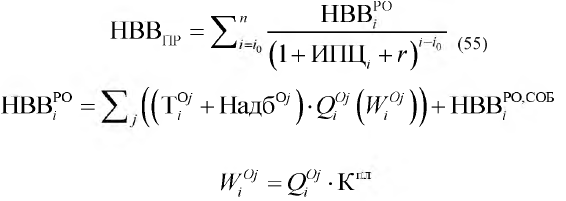 НВВ_ПР = ∑_{i=i₀}^{n} НВВ_i^{РО} / (1 + ИПЦ_i + r)^{i−i₀} (55)
НВВ_i^{РО} = ∑_j ((Т_i^{Oj} + Надб^{Oj}) · Q_i^{Oj} (W_i^{Oj})) + НВВ_i^{РО,СОБ}
W_i^{Oj} = Q_i^{Oj} · К^{пл}